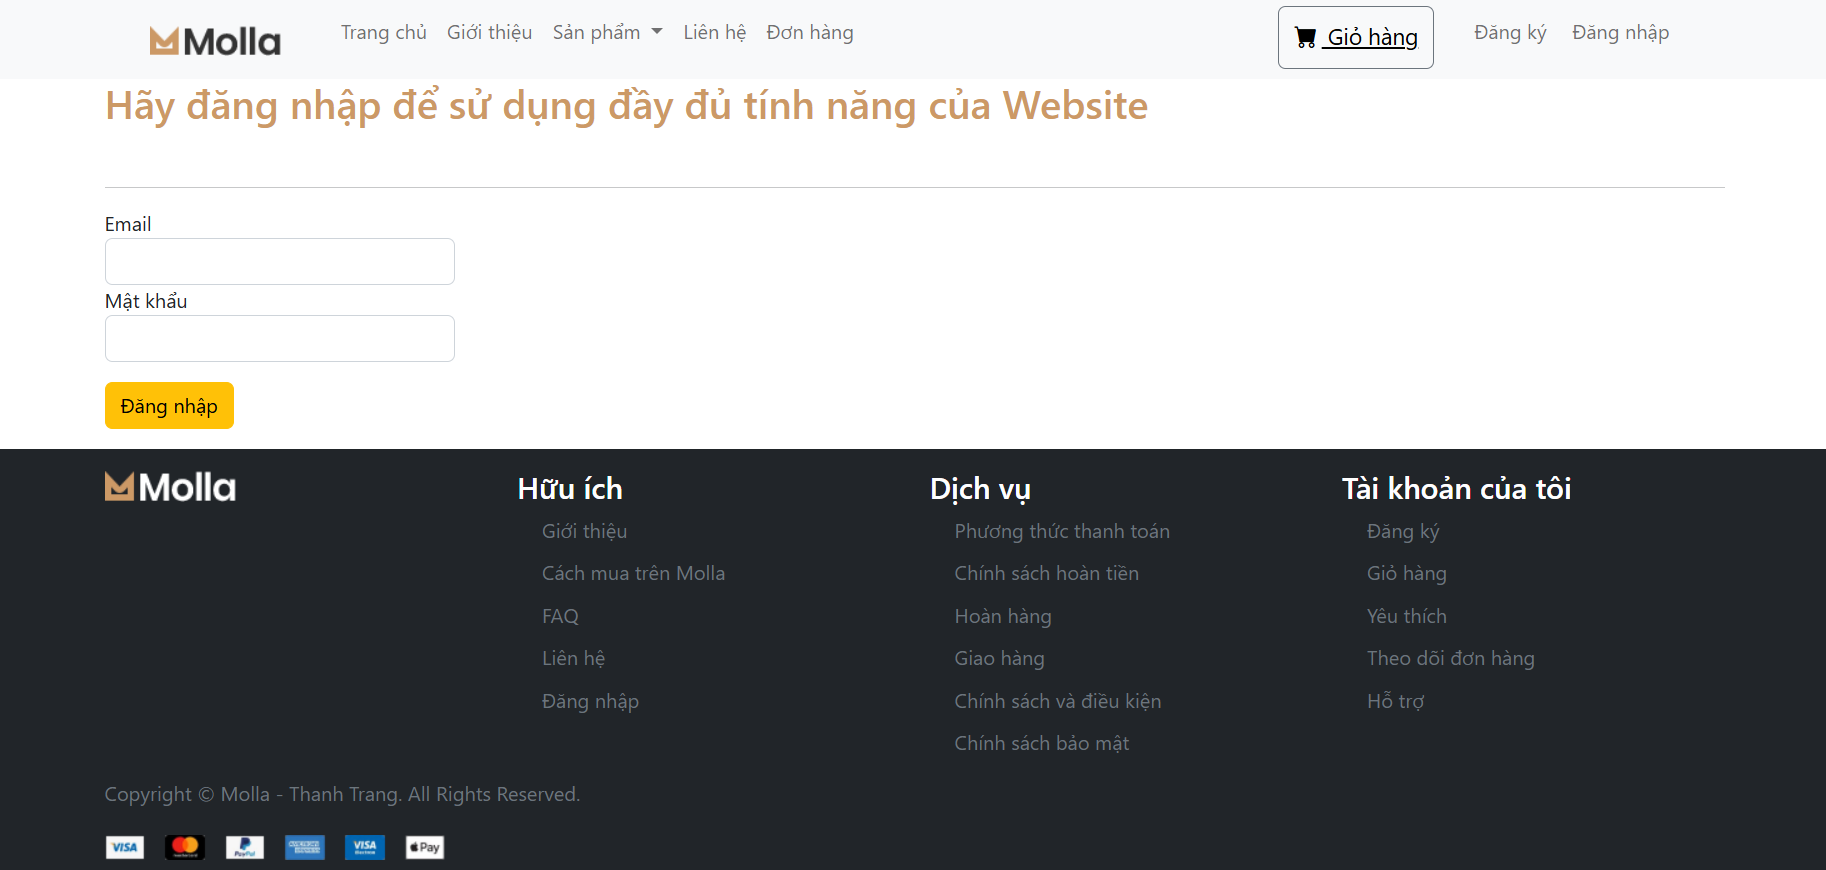 Molla Trang chủ Giới thiệu Sản phẩm Liên hệ Đơn hàng Giỏ hàng Đăng ký Đăng nhập
Hãy đăng nhập để sử dụng đầy đủ tính năng của Website
Email
Mật khẩu
Đăng nhập
Molla
Hữu ích
Giới thiệu
Cách mua trên Molla
FAQ
Liên hệ
Đăng nhập
Dịch vụ
Phương thức thanh toán
Chính sách hoàn tiền
Hoàn hàng
Giao hàng
Chính sách và điều kiện
Chính sách bảo mật
Tài khoản của tôi
Đăng ký
Giỏ hàng
Yêu thích
Theo dõi đơn hàng
Hỗ trợ
Copyright © Molla - Thanh Trang. All Rights Reserved.
VISA PayPal VISA Pay